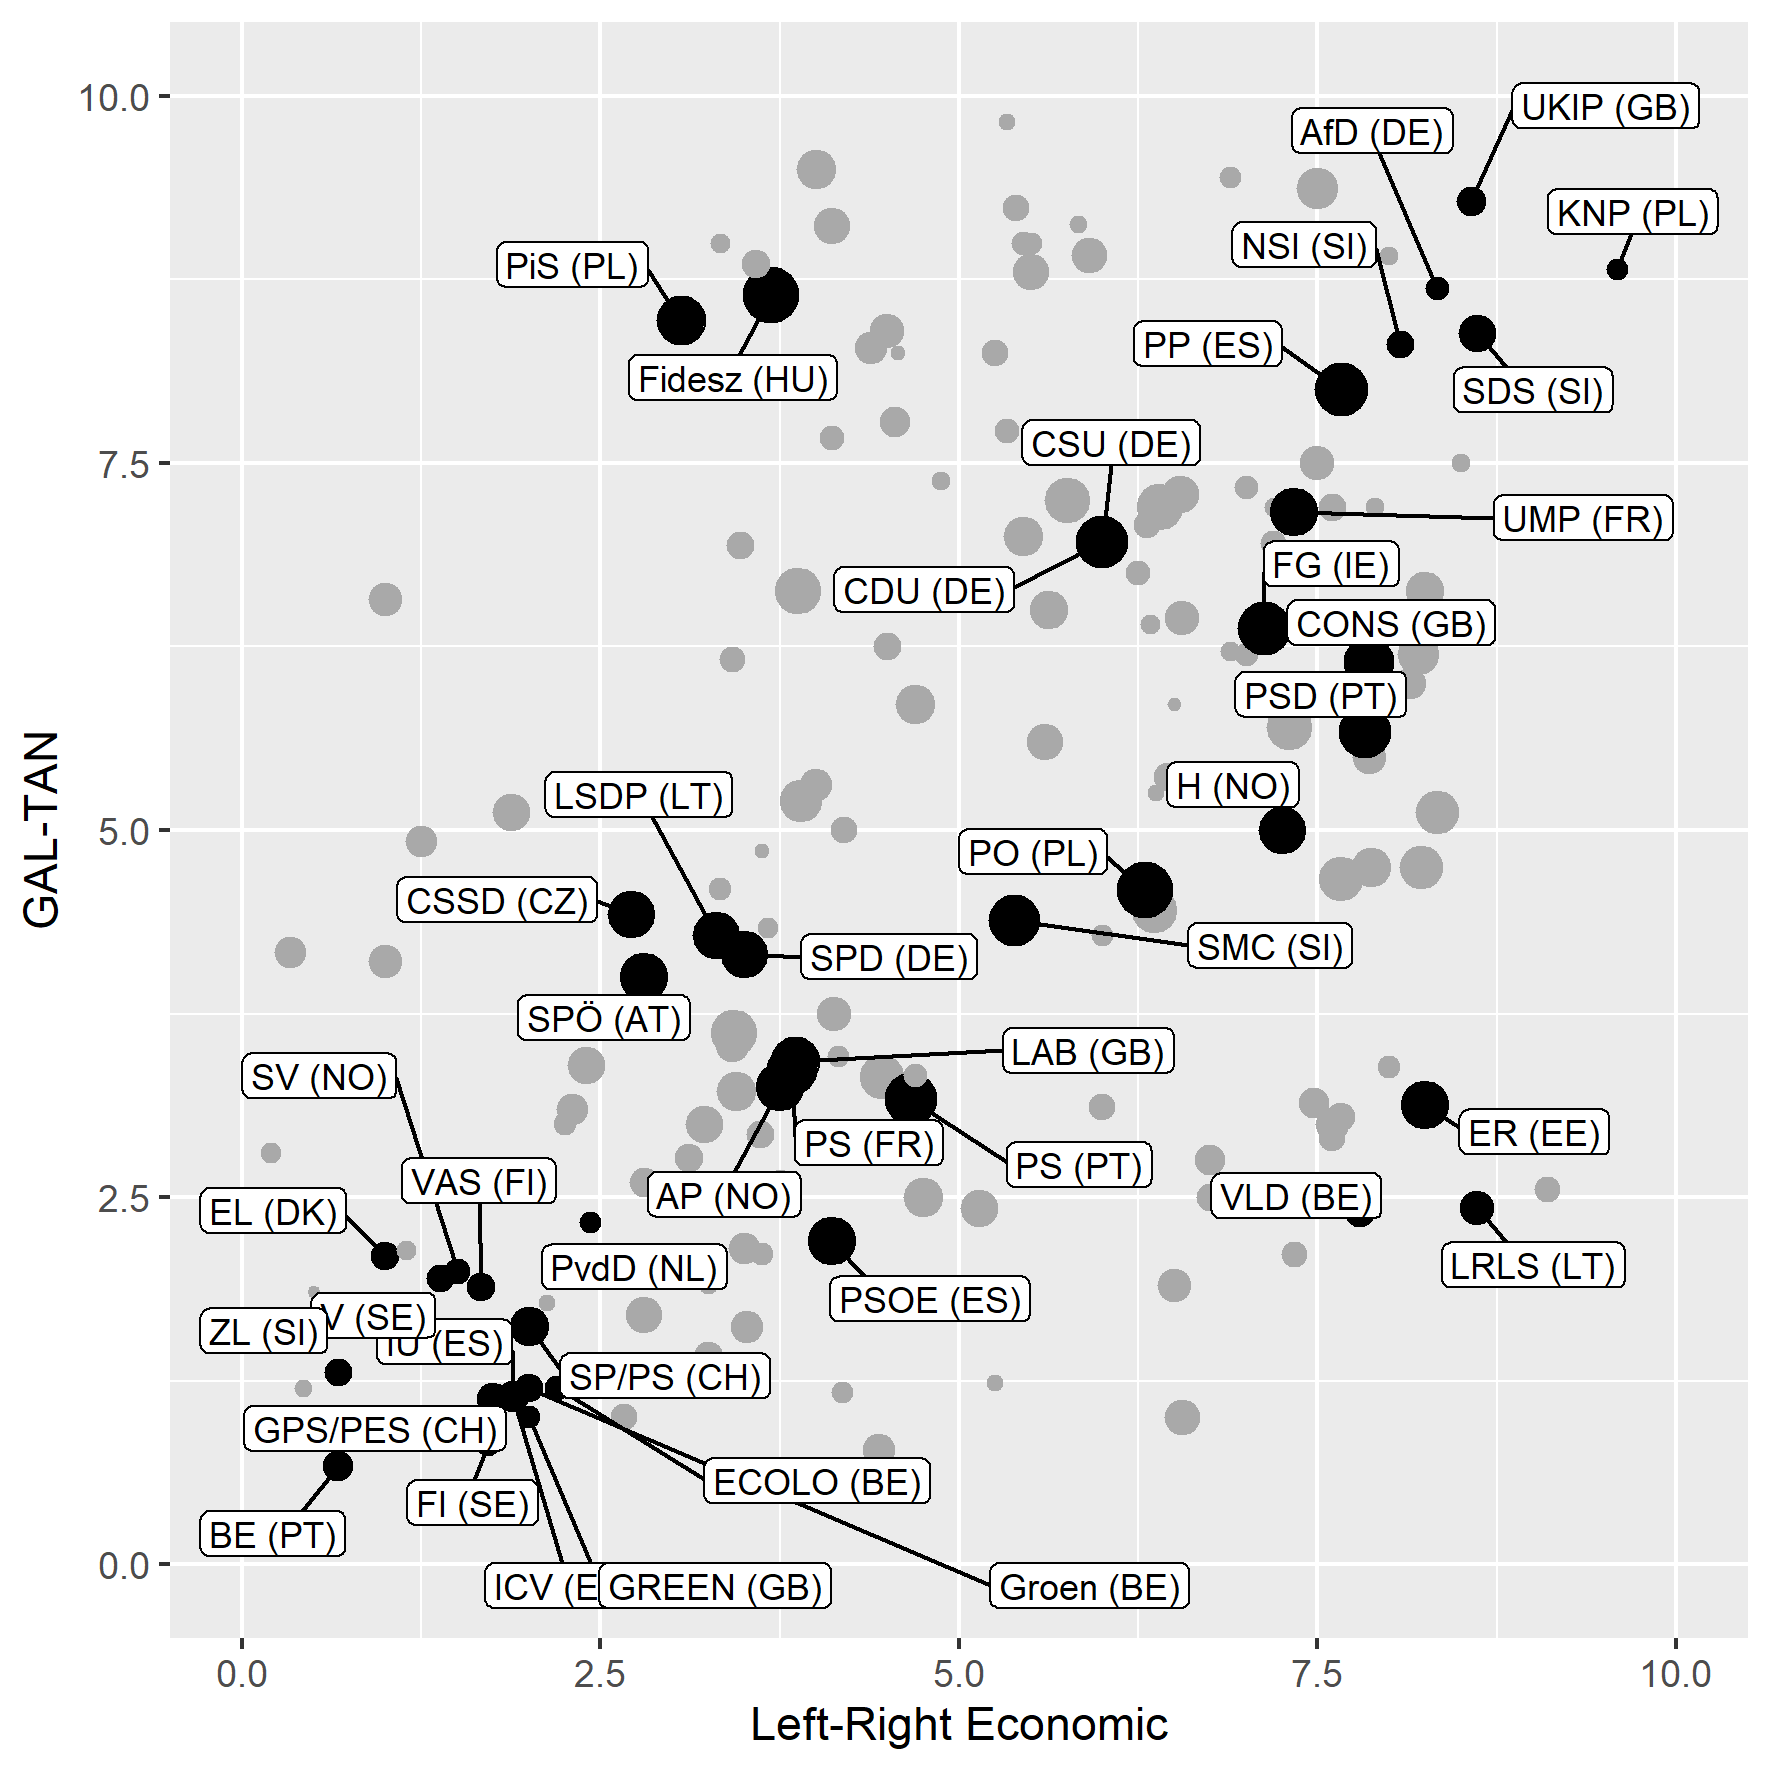 10.0
UKIP (GB)
AfD (DE)
KNP (PL)
NSI (SI)
PiS (PL)
PP (ES)
Fidesz (HU)
SDS (SI)
CSU (DE)
7.5
UMP (FR)
FG (IE)
CDU (DE)
CONS (GB)
PSD (PT)
GAL-TAN
H (NO)
LSDP (LT)
5.0
PO (PL)
CSSD (CZ)
SMC (SI)
SPD (DE)
SPÖ (AT)
LAB (GB)
SV (NO)
ER (EE)
PS (FR)
PS (PT)
VAS (FI)
AP (NO)
VLD (BE)
2.5
EL (DK)
PvdD (NL)
LRLS (LT)
PSOE (ES)
V (SE)
ZL (SI)
IU (ES)
SP/PS (CH)
GPS/PES (CH)
ECOLO (BE)
FI (SE)
BE (PT)
0.0
ICV (E
GREEN (GB)
Groen (BE)
0.0 2.5 5.0 7.5 10.0
Left-Right Economic